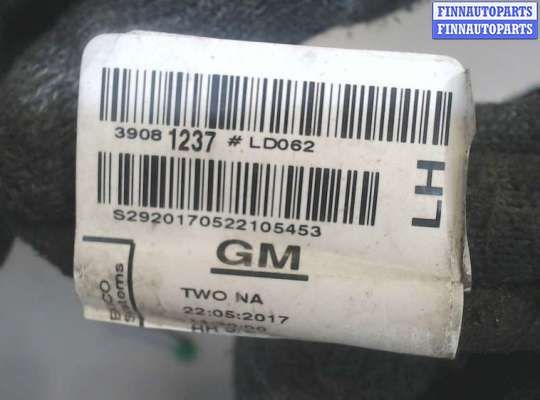 FINNAUTOPARTS
FINNAUTOPARTS
3908 1237 # LD062
S2920170522105453
LH
GM
TWO NA
22:05:2017